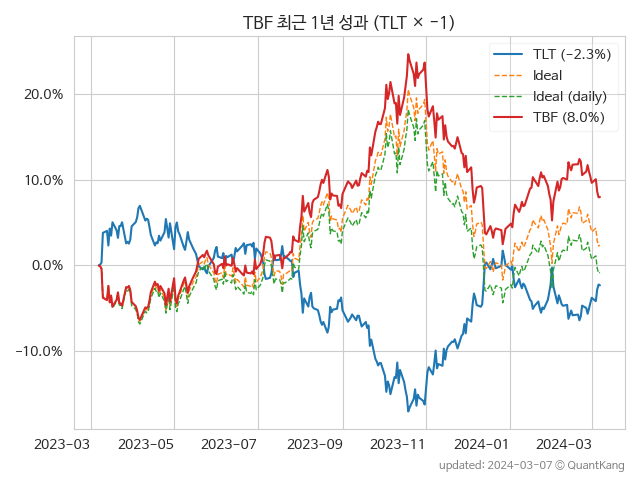 TBF 최근 1년 성과 (TLT × -1)
TLT (-2.3%)
Ideal
Ideal (daily)
TBF (8.0%)
20.0%
10.0%
0.0%
-10.0%
2023-03 2023-05 2023-07 2023-09 2023-11 2024-01 2024-03
updated: 2024-03-07 © QuantKang